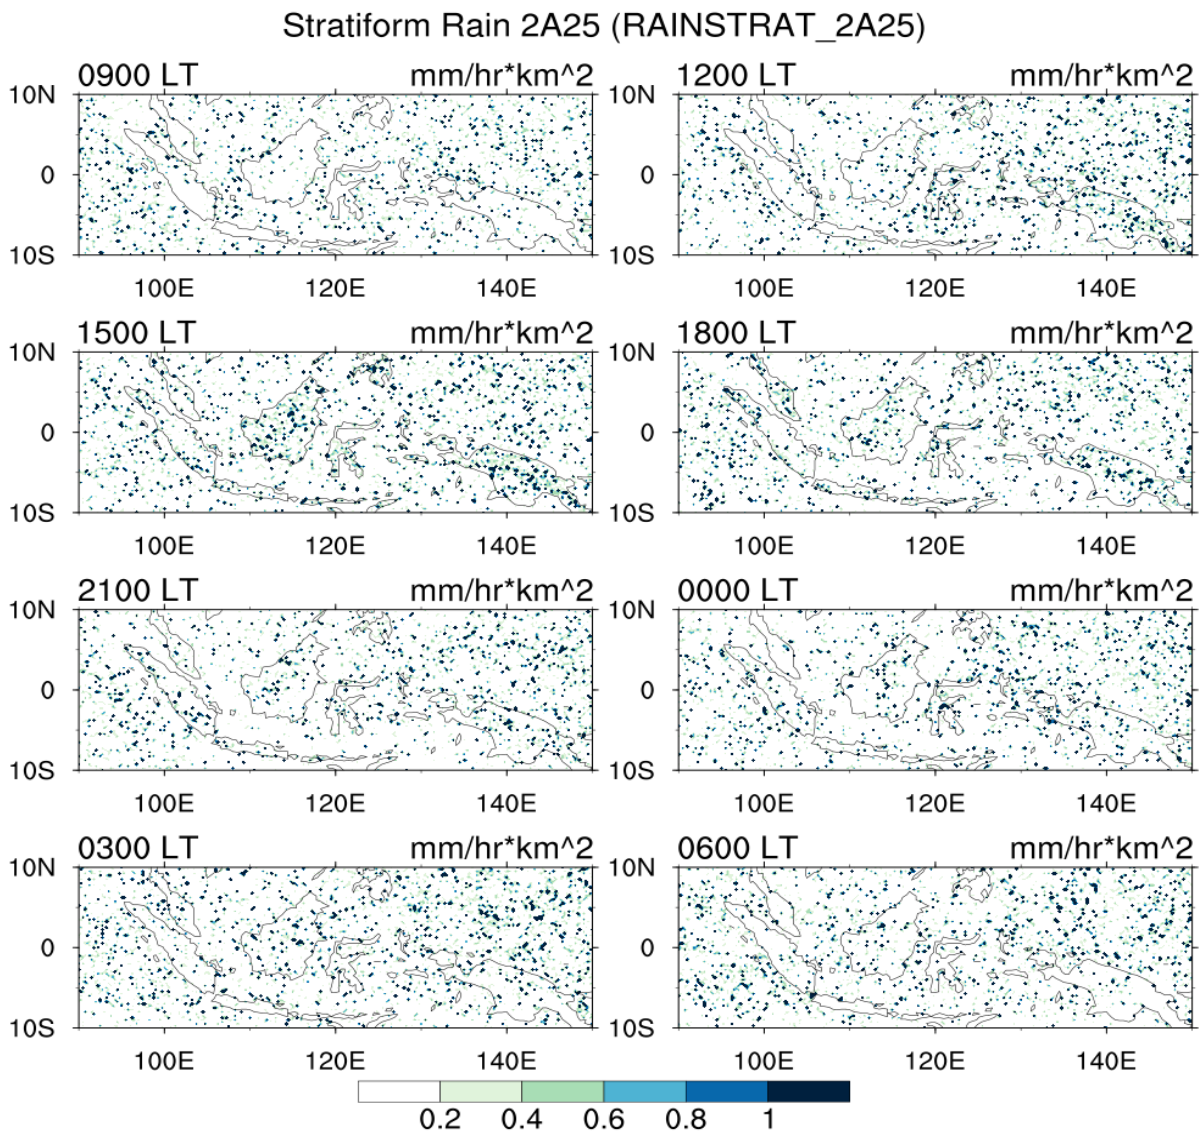 Stratiform Rain 2A25 (RAINSTRAT_2A25)
0900 LT mm/hr*km^2 1200 LT mm/hr*km^2
10N
0
10S
100E 120E 140E 100E 120E 140E
1500 LT mm/hr*km^2 1800 LT mm/hr*km^2
10N 10N
0 0
10S 10S
100E 120E 140E 100E 120E 140E
2100 LT mm/hr*km^2 0000 LT mm/hr*km^2
10N 10N
0 0
10S 10S
100E 120E 140E 100E 120E 140E
0300 LT mm/hr*km^2 0600 LT mm/hr*km^2
10N 10N
0 0
10S 10S
100E 120E 140E 100E 120E 140E
0.2 0.4 0.6 0.8 1